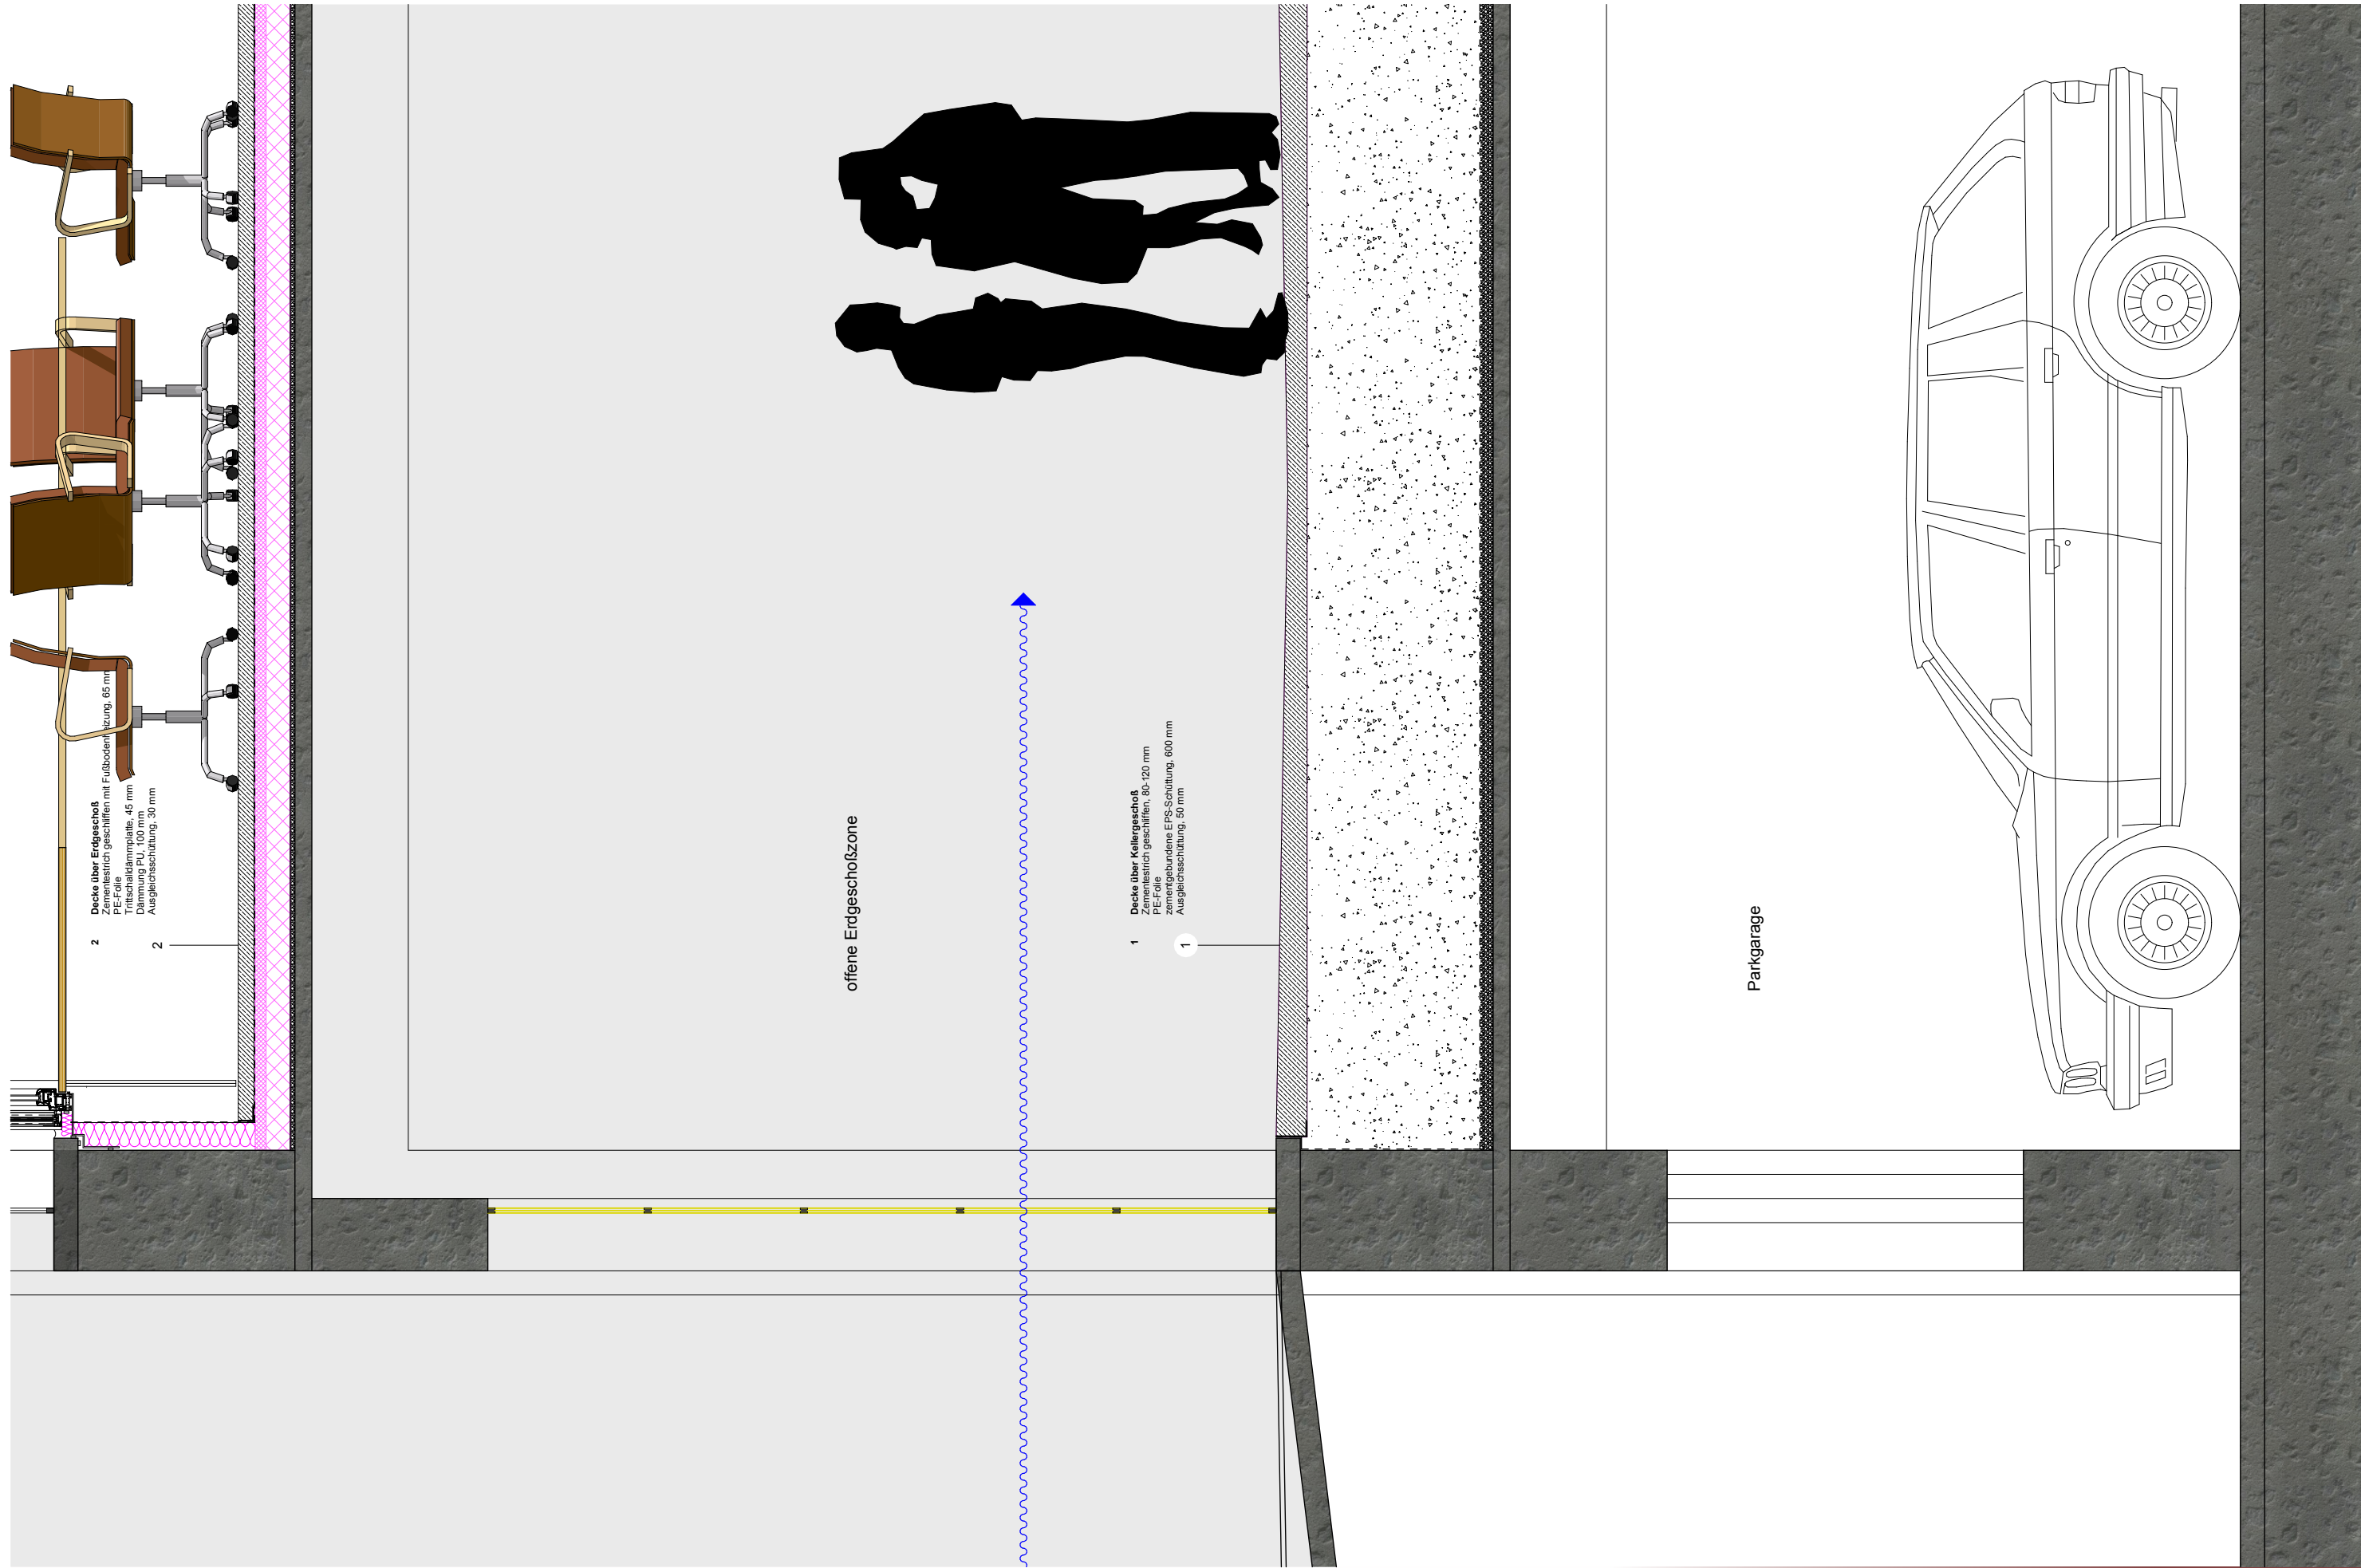 2 Decke über Erdgeschoß
Zementestrich geschliffen mit Fußbodenheizung, 65 mm
PE-Folie
Trittschalldämmplatte, 45 mm
Dämmung PU, 100 mm
Ausgleichsschüttung, 30 mm
2
offene Erdgeschoßzone
1 Decke über Kellergeschoß
Zementestrich geschliffen, 80-120 mm
PE-Folie
zementgebundene EPS-Schüttung, 600 mm
Ausgleichsschüttung, 50 mm
1
Parkgarage